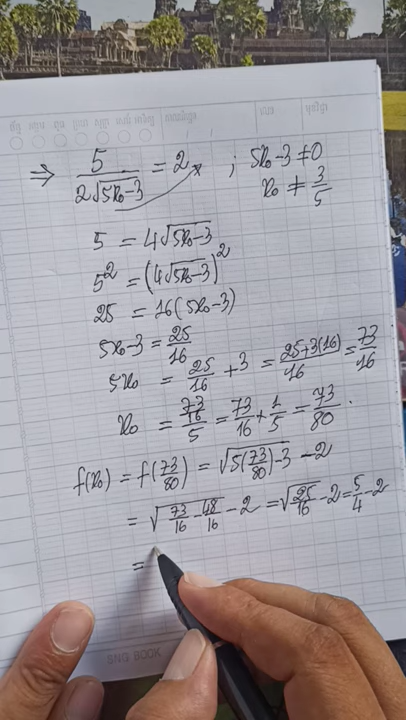 ⇒ 5/(2√(5x₀-3)) = 2 ; 5x₀-3 ≠ 0
x₀ ≠ 3/5
5 = 4√(5x₀-3)
5² = (4√(5x₀-3))²
25 = 16(5x₀-3)
5x₀-3 = 25/16
5x₀ = 25/16 + 3 = (25+3(16))/16 = 73/16
x₀ = (73/16)/5 = 73/16 + 1/5 = 73/80.
f(x₀) = f(73/80) = √(5(73/80)-3) - 2
= √(73/16 - 48/16) - 2 = √(25/16) - 2 = 5/4 - 2
=
SNG BOOK